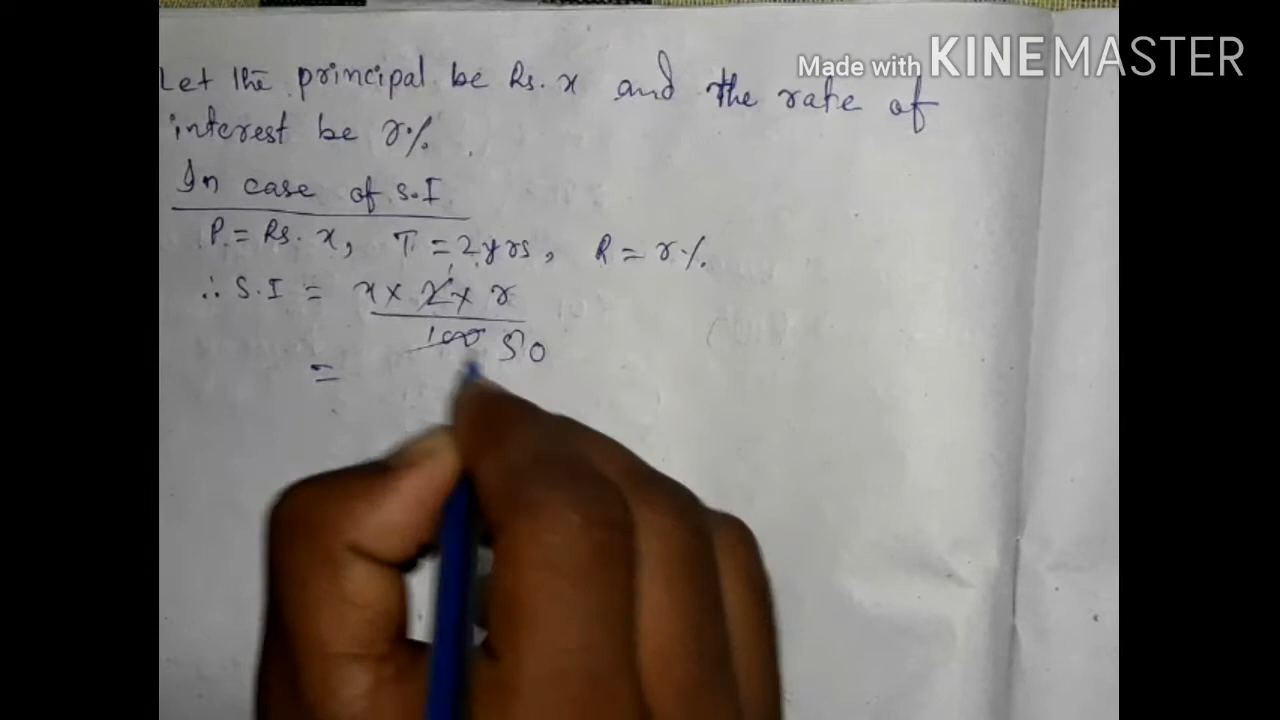 Made with KINEMASTER
Let the principal be Rs. x and the rate of
interest be r%.
In case of S.I
P = Rs. x, T = 2 yrs, R = r%.
∴ S.I = x × 2 × r
1
100 50
=